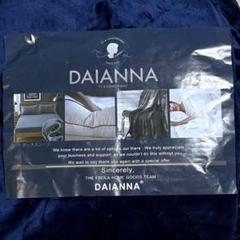 DAIANNA
We know there are a lot of options out there. We truly appreciate
your business and support, as we couldn't do this without you.
We wait to say thank you again with a special offer.
Sincerely,
THE FBOLA HOME GOODS TEAM
DAIANNA®